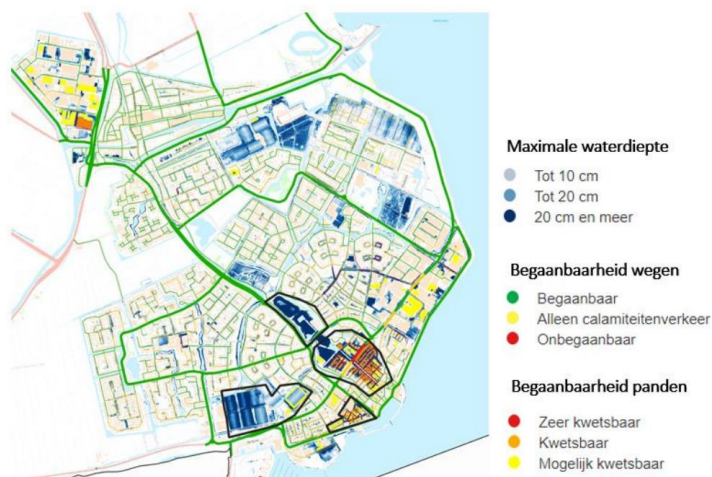 Maximale waterdiepte
Tot 10 cm
Tot 20 cm
20 cm en meer
Begaanbaarheid wegen
Begaanbaar
Alleen calamiteitenverkeer
Onbegaanbaar
Begaanbaarheid panden
Zeer kwetsbaar
Kwetsbaar
Mogelijk kwetsbaar